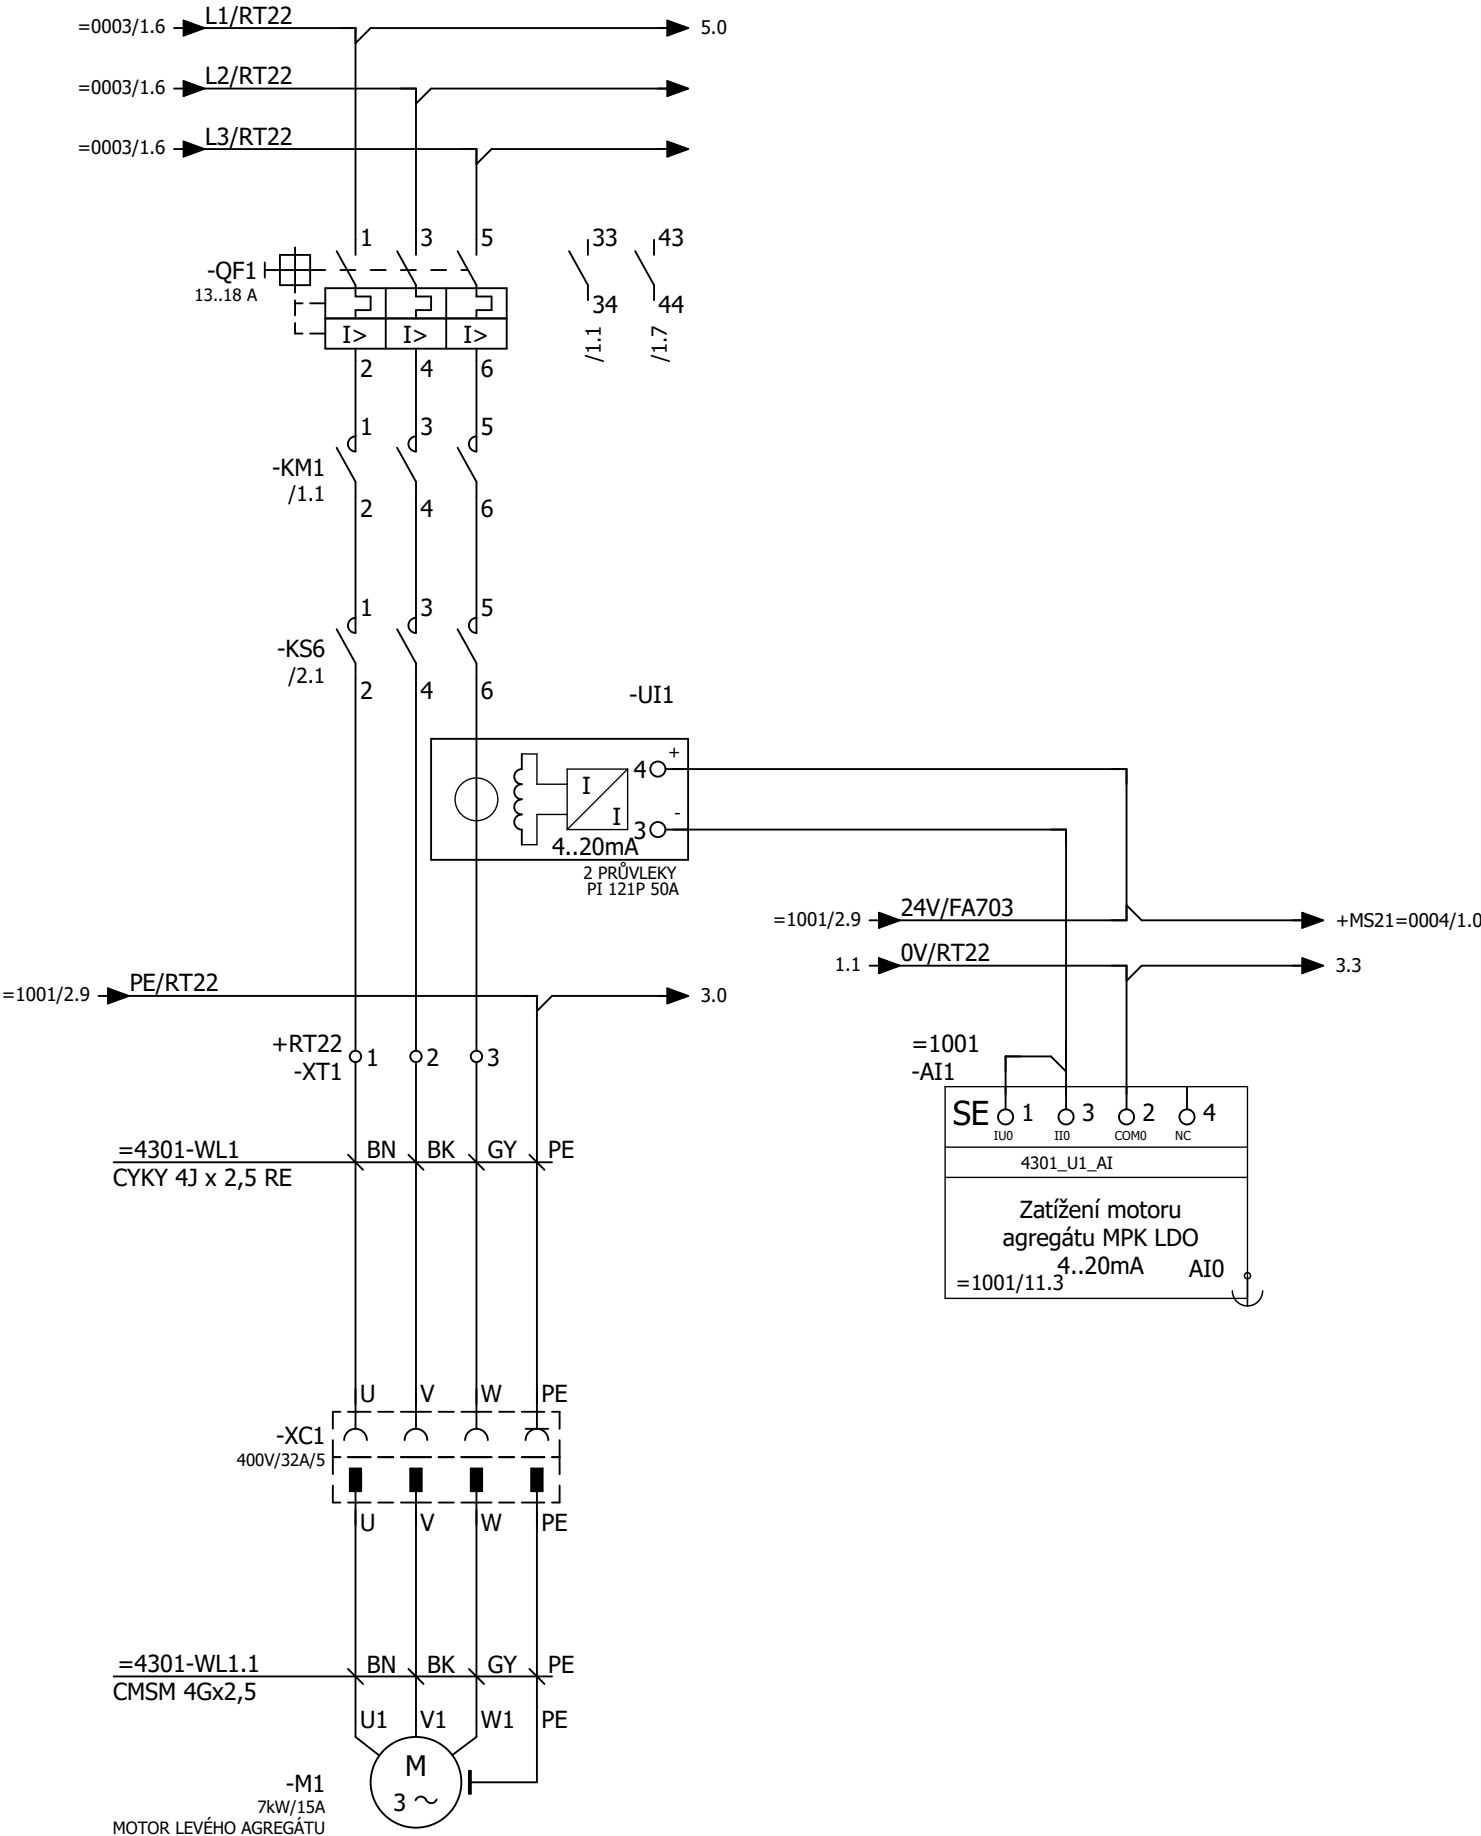 =0003/1.6 L1/RT22 5.0
=0003/1.6 L2/RT22
=0003/1.6 L3/RT22
1 3 5 33 43
-QF1
13..18 A
34 44
I> I> I>
/1.1 /1.7
2 4 6
1 3 5
-KM1
/1.1
2 4 6
1 3 5
-KS6
/2.1
2 4 6
-UI1
4 +
I
I
3 -
4..20mA
2 PRŮVLEKY
PI 121P 50A
=1001/2.9 24V/FA703 +MS21=0004/1.0
1.1 0V/RT22 3.3
=1001/2.9 PE/RT22 3.0
+RT22
-XT1
1 2 3
=1001
-AI1
SE 1 3 2 4
IU0 II0 COM0 NC
4301_U1_AI
Zatížení motoru
agregátu MPK LDO
4..20mA AI0
=1001/11.3
=4301-WL1 BN BK GY PE
CYKY 4J x 2,5 RE
U V W PE
-XC1
400V/32A/5
U V W PE
=4301-WL1.1 BN BK GY PE
CMSM 4Gx2,5
U1 V1 W1 PE
M
3 ~
-M1
7kW/15A
MOTOR LEVÉHO AGREGÁTU